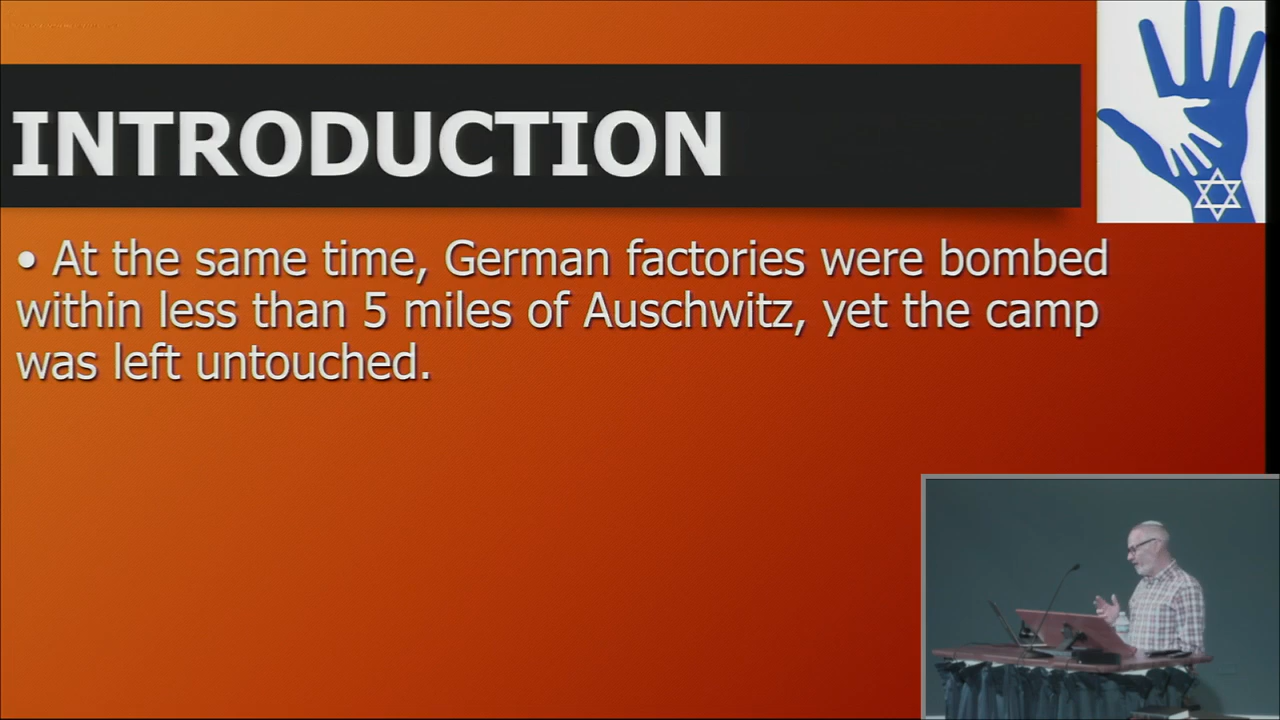 INTRODUCTION
• At the same time, German factories were bombed
within less than 5 miles of Auschwitz, yet the camp
was left untouched.